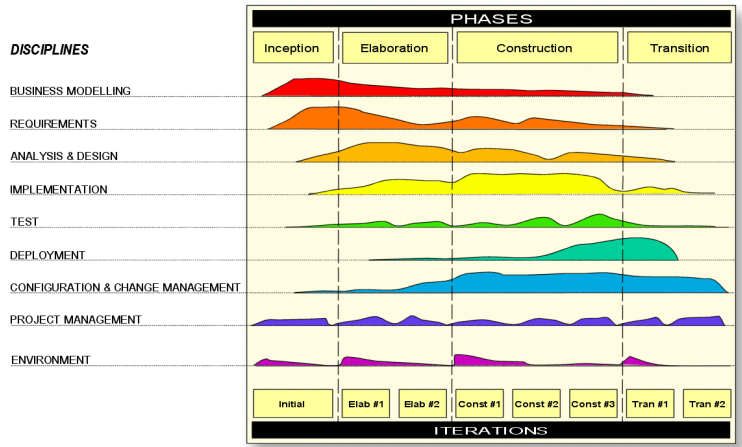 PHASES
DISCIPLINES
Inception Elaboration Construction Transition
BUSINESS MODELLING
REQUIREMENTS
ANALYSIS & DESIGN
IMPLEMENTATION
TEST
DEPLOYMENT
CONFIGURATION & CHANGE MANAGEMENT
PROJECT MANAGEMENT
ENVIRONMENT
Initial Elab #1 Elab #2 Const #1 Const #2 Const #3 Tran #1 Tran #2
ITERATIONS